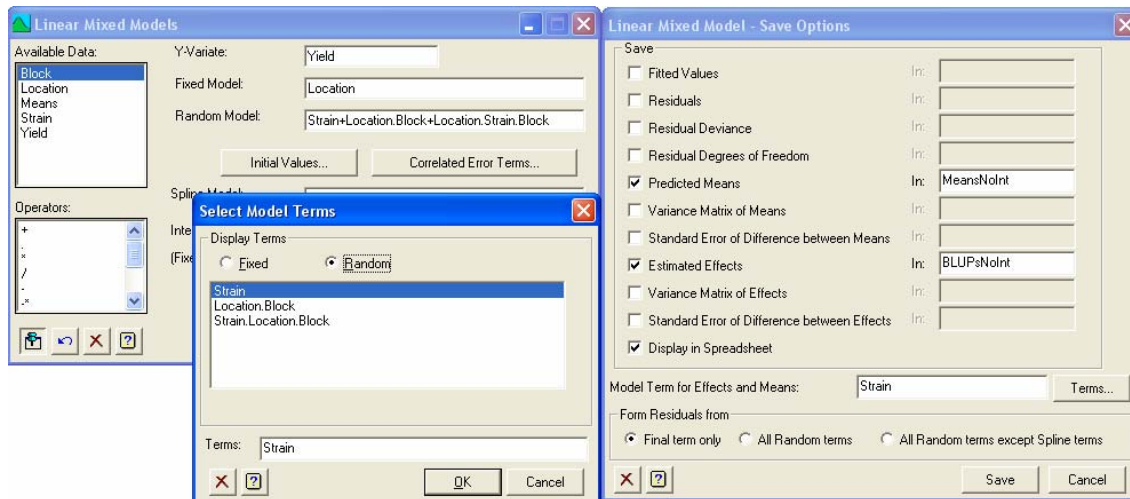 Linear Mixed Models
Available Data:
Block
Location
Means
Strain
Yield
Y-Variate:
Yield
Fixed Model:
Location
Random Model:
Strain+Location.Block+Location.Strain.Block
Initial Values...
Correlated Error Terms...
Operators:
+
.
*
/
-
-*
Select Model Terms
Display Terms
Fixed
Random
Strain
Location.Block
Strain.Location.Block
Terms:
Strain
OK
Cancel
Linear Mixed Model - Save Options
Save
Fitted Values In:
Residuals In:
Residual Deviance In:
Residual Degrees of Freedom In:
Predicted Means In: MeansNoInt
Variance Matrix of Means In:
Standard Error of Difference between Means In:
Estimated Effects In: BLUPsNoInt
Variance Matrix of Effects In:
Standard Error of Difference between Effects In:
Display in Spreadsheet
Model Term for Effects and Means: Strain Terms...
Form Residuals from
Final term only All Random terms All Random terms except Spline terms
Save Cancel